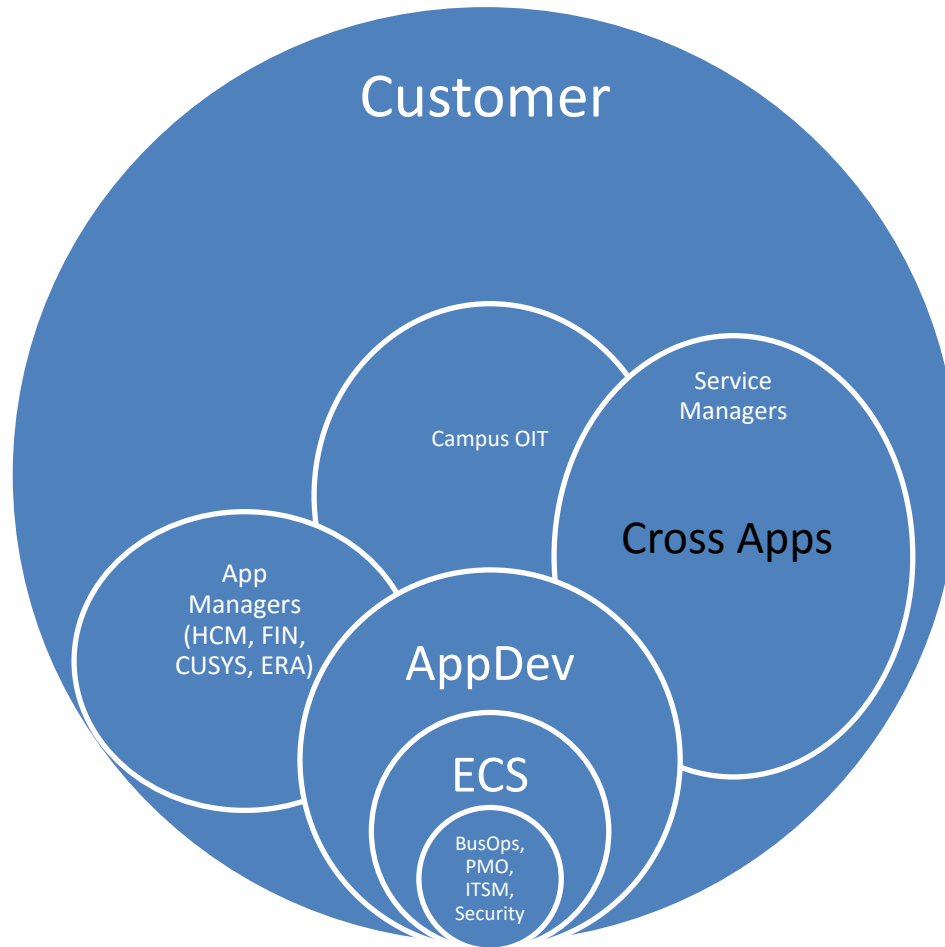 Customer
Service
Managers
Campus OIT
Cross Apps
App
Managers
(HCM, FIN,
CUSYS, ERA)
AppDev
ECS
BusOps,
PMO,
ITSM,
Security